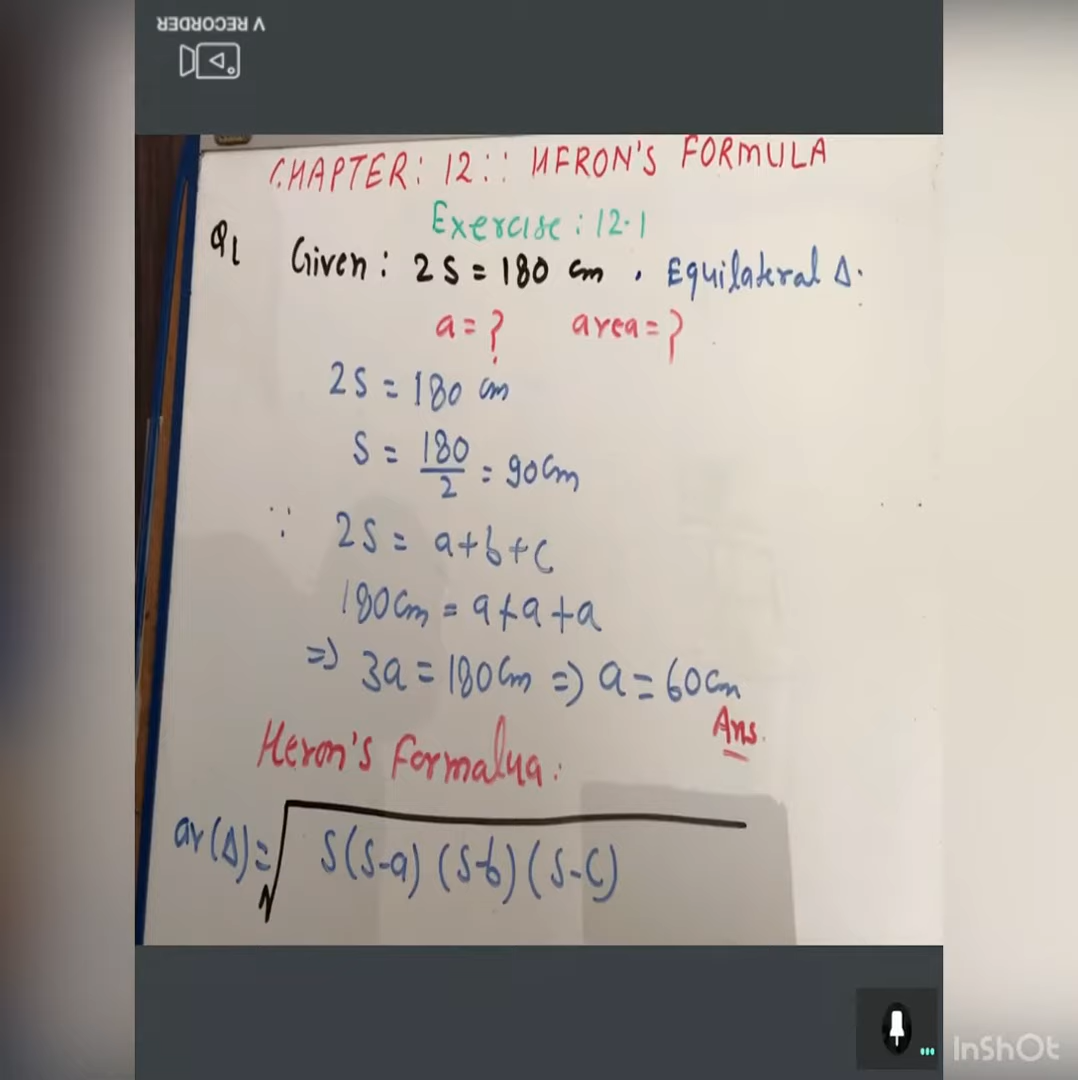 V RECORDER
CHAPTER: 12 :: HERON'S FORMULA
Exercise : 12.1
Q1 Given : 2S = 180 cm , Equilateral Δ.
a = ? area = ?
2S = 180 cm
S = 180/2 = 90cm
∵ 2S = a+b+c
180cm = a+a+a
=> 3a = 180cm => a = 60cm
Ans.
Heron's Formalua :
ar(Δ) = √S(S-a) (S-b) (S-c)
InShOt